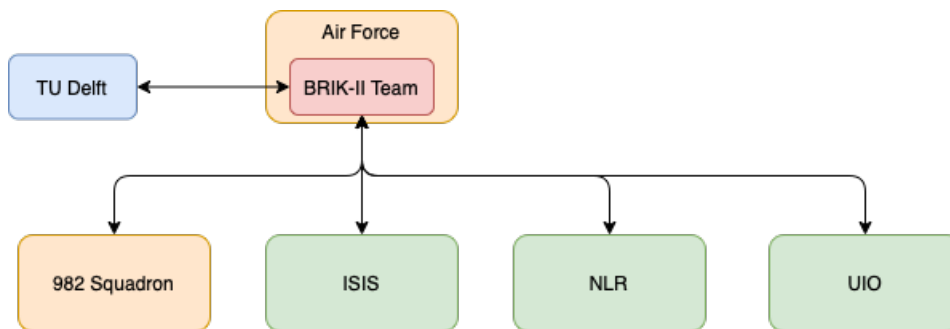 Air Force
TU Delft
BRIK-II Team
982 Squadron
ISIS
NLR
UIO